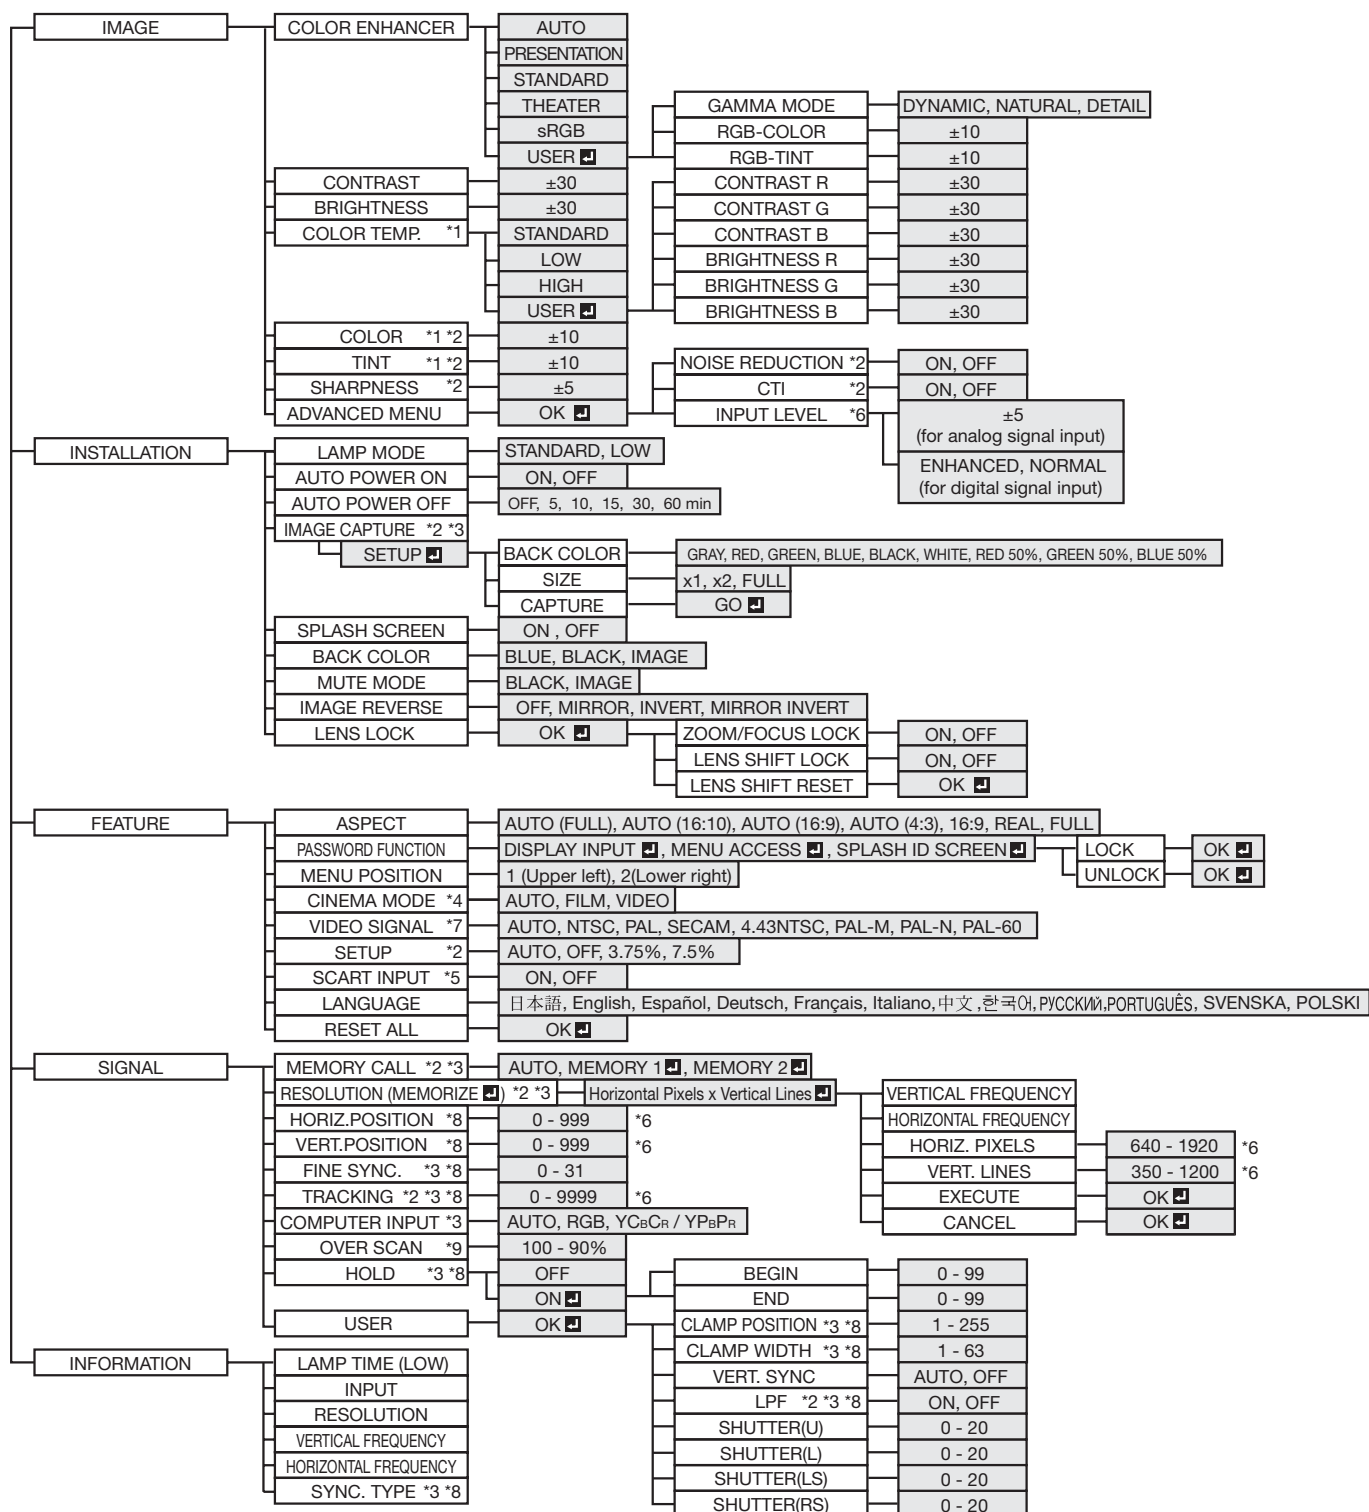 IMAGE COLOR ENHANCER AUTO
PRESENTATION
STANDARD
THEATER GAMMA MODE DYNAMIC, NATURAL, DETAIL
sRGB RGB-COLOR ±10
USER RGB-TINT ±10
CONTRAST ±30 CONTRAST R ±30
BRIGHTNESS ±30 CONTRAST G ±30
COLOR TEMP. *1 STANDARD CONTRAST B ±30
LOW BRIGHTNESS R ±30
HIGH BRIGHTNESS G ±30
USER BRIGHTNESS B ±30
COLOR *1 *2 ±10
TINT *1 *2 ±10 NOISE REDUCTION *2 ON, OFF
SHARPNESS *2 ±5 CTI *2 ON, OFF
ADVANCED MENU OK INPUT LEVEL *6 ±5
(for analog signal input)
ENHANCED, NORMAL
(for digital signal input)
INSTALLATION LAMP MODE STANDARD, LOW
AUTO POWER ON ON, OFF
AUTO POWER OFF OFF, 5, 10, 15, 30, 60 min
IMAGE CAPTURE *2 *3
SETUP BACK COLOR GRAY, RED, GREEN, BLUE, BLACK, WHITE, RED 50%, GREEN 50%, BLUE 50%
SIZE x1, x2, FULL
CAPTURE GO
SPLASH SCREEN ON , OFF
BACK COLOR BLUE, BLACK, IMAGE
MUTE MODE BLACK, IMAGE
IMAGE REVERSE OFF, MIRROR, INVERT, MIRROR INVERT
LENS LOCK OK ZOOM/FOCUS LOCK ON, OFF
LENS SHIFT LOCK ON, OFF
LENS SHIFT RESET OK
FEATURE ASPECT AUTO (FULL), AUTO (16:10), AUTO (16:9), AUTO (4:3), 16:9, REAL, FULL
PASSWORD FUNCTION DISPLAY INPUT , MENU ACCESS , SPLASH ID SCREEN LOCK OK
MENU POSITION 1 (Upper left), 2(Lower right) UNLOCK OK
CINEMA MODE *4 AUTO, FILM, VIDEO
VIDEO SIGNAL *7 AUTO, NTSC, PAL, SECAM, 4.43NTSC, PAL-M, PAL-N, PAL-60
SETUP *2 AUTO, OFF, 3.75%, 7.5%
SCART INPUT *5 ON, OFF
LANGUAGE 日本語, English, Español, Deutsch, Français, Italiano, 中文 ,한국어, РУССКИЙ,PORTUGUÊS, SVENSKA, POLSKI
RESET ALL OK
SIGNAL MEMORY CALL *2 *3 AUTO, MEMORY 1 , MEMORY 2
RESOLUTION (MEMORIZE ) *2 *3 Horizontal Pixels x Vertical Lines VERTICAL FREQUENCY
HORIZ.POSITION *8 0 - 999 *6 HORIZONTAL FREQUENCY
VERT.POSITION *8 0 - 999 *6 HORIZ. PIXELS 640 - 1920 *6
FINE SYNC. *3 *8 0 - 31 VERT. LINES 350 - 1200 *6
TRACKING *2 *3 *8 0 - 9999 *6 EXECUTE OK
COMPUTER INPUT *3 AUTO, RGB, YCBCR / YPBPR CANCEL OK
OVER SCAN *9 100 - 90%
HOLD *3 *8 OFF BEGIN 0 - 99
ON END 0 - 99
USER OK CLAMP POSITION *3 *8 1 - 255
CLAMP WIDTH *3 *8 1 - 63
INFORMATION LAMP TIME (LOW) VERT. SYNC AUTO, OFF
INPUT LPF *2 *3 *8 ON, OFF
RESOLUTION SHUTTER(U) 0 - 20
VERTICAL FREQUENCY SHUTTER(L) 0 - 20
HORIZONTAL FREQUENCY SHUTTER(LS) 0 - 20
SYNC. TYPE *3 *8 SHUTTER(RS) 0 - 20